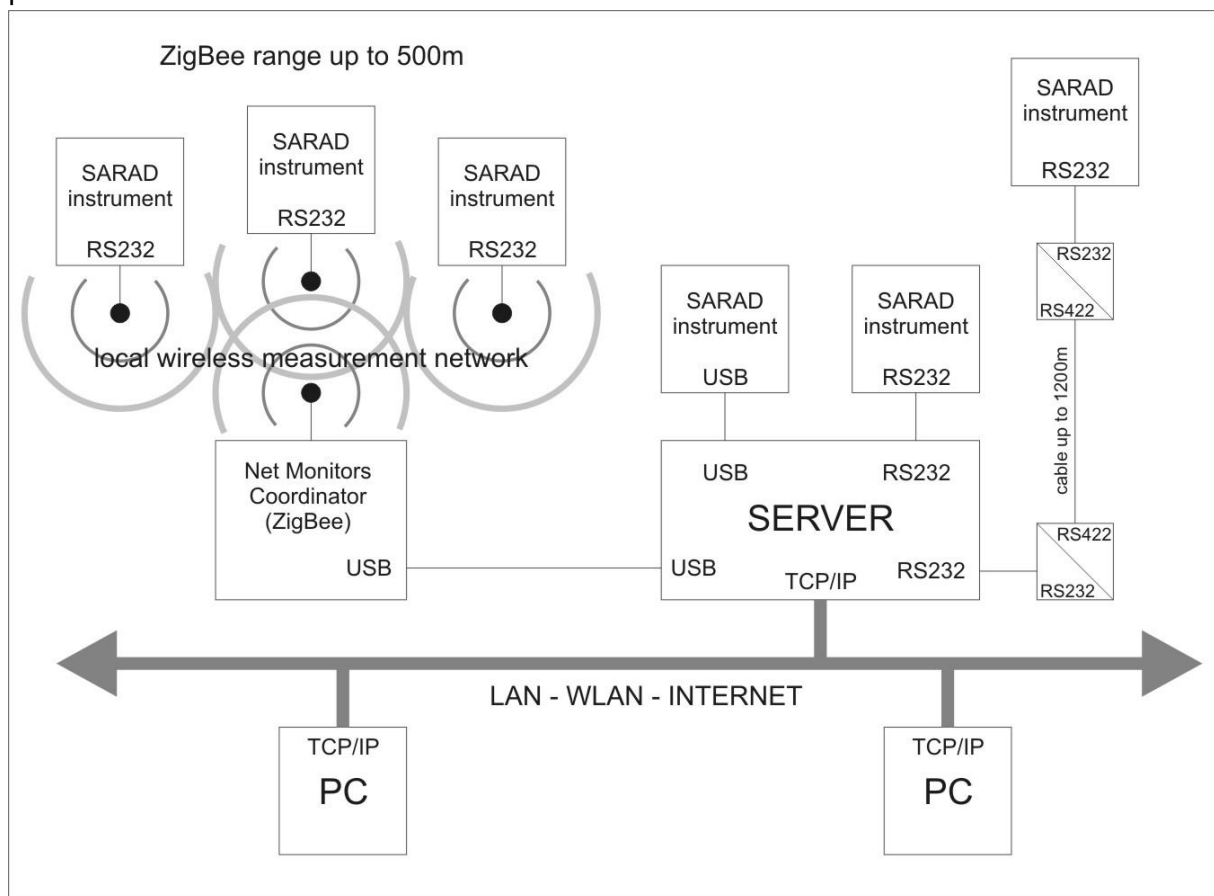 ZigBee range up to 500m
SARAD
instrument
RS232
SARAD
instrument
RS232
SARAD
instrument
RS232
local wireless measurement network
Net Monitors
Coordinator
(ZigBee)
USB
SARAD
instrument
USB
SARAD
instrument
RS232
SARAD
instrument
RS232
RS232
RS422
cable up to 1200m
RS422
RS232
USB
RS232
SERVER
USB
TCP/IP
RS232
LAN - WLAN - INTERNET
TCP/IP
PC
TCP/IP
PC